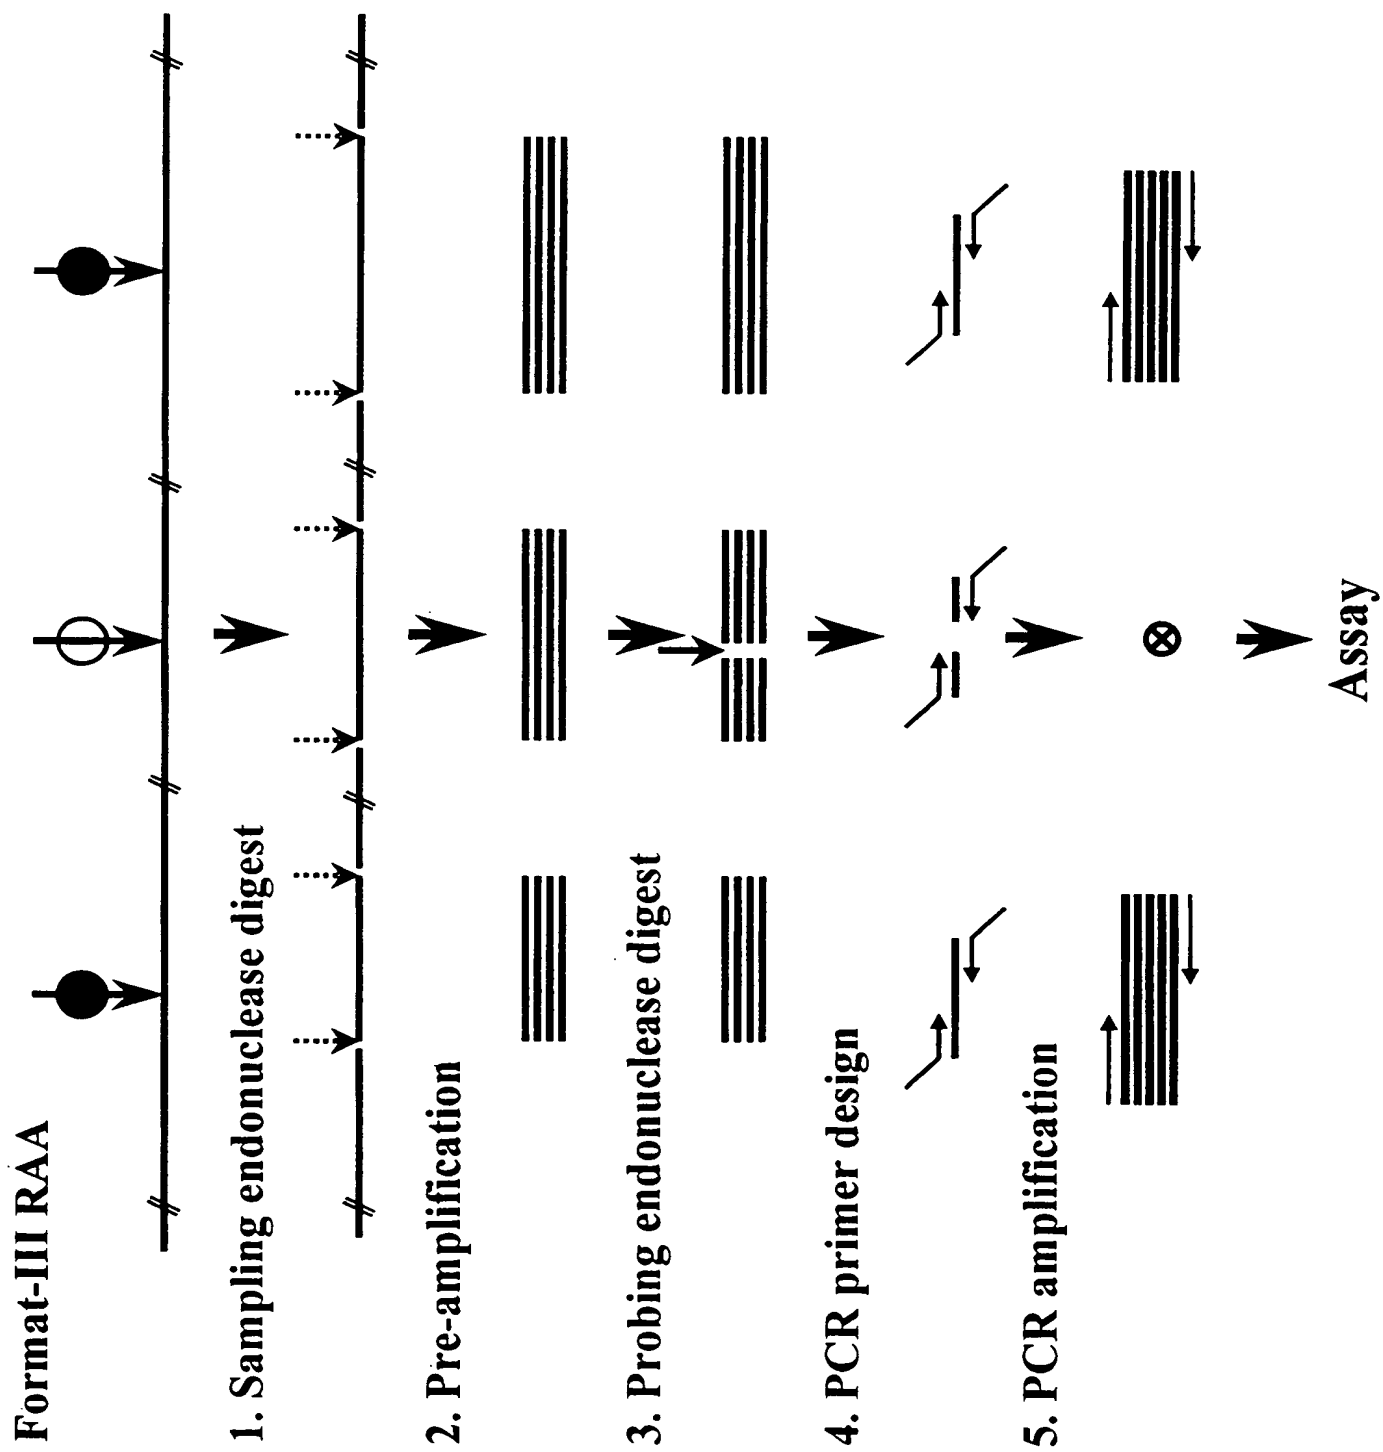 Format-III RAA
1. Sampling endonuclease digest
2. Pre-amplification
3. Probing endonuclease digest
4. PCR primer design
5. PCR amplification
Assay